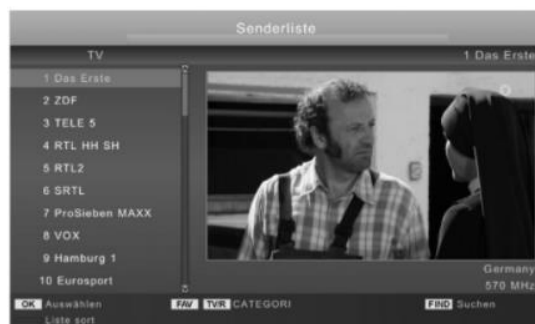 Senderliste
TV
1 Das Erste
1 Das Erste
2 ZDF
3 TELE 5
4 RTL HH SH
5 RTL2
6 SRTL
7 ProSieben MAXX
8 VOX
9 Hamburg 1
10 Eurosport
Germany
570 MHz
OK Auswählen FAV TV/R CATEGORI FIND Suchen
Liste sort